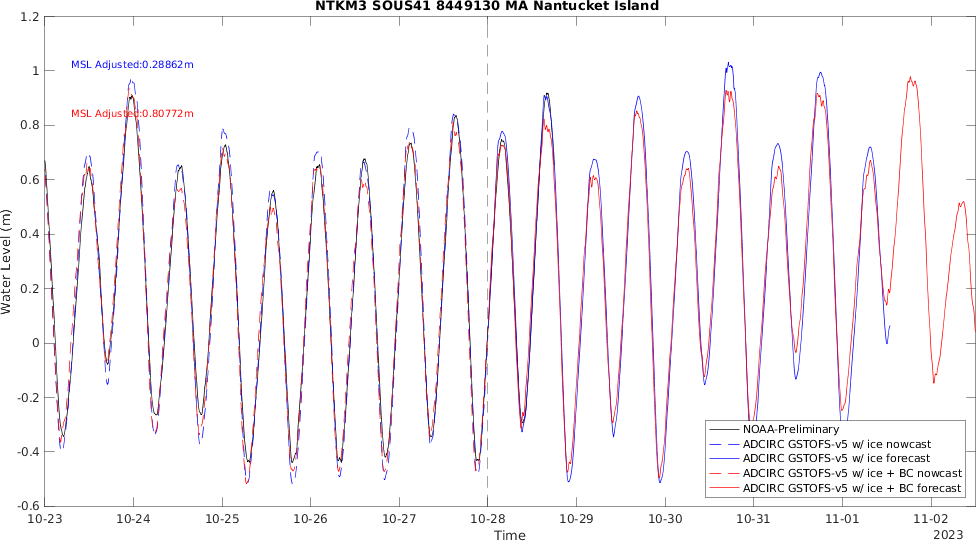 NTKM3 SOUS41 8449130 MA Nantucket Island
1.2
1
0.8
0.6
0.4
0.2
0
-0.2
-0.4
-0.6
Water Level (m)
MSL Adjusted:0.28862m
MSL Adjusted:0.80772m
NOAA-Preliminary
ADCIRC GSTOFS-v5 w/ ice nowcast
ADCIRC GSTOFS-v5 w/ ice forecast
ADCIRC GSTOFS-v5 w/ ice + BC nowcast
ADCIRC GSTOFS-v5 w/ ice + BC forecast
10-23 10-24 10-25 10-26 10-27 10-28 10-29 10-30 10-31 11-01 11-02
Time
2023